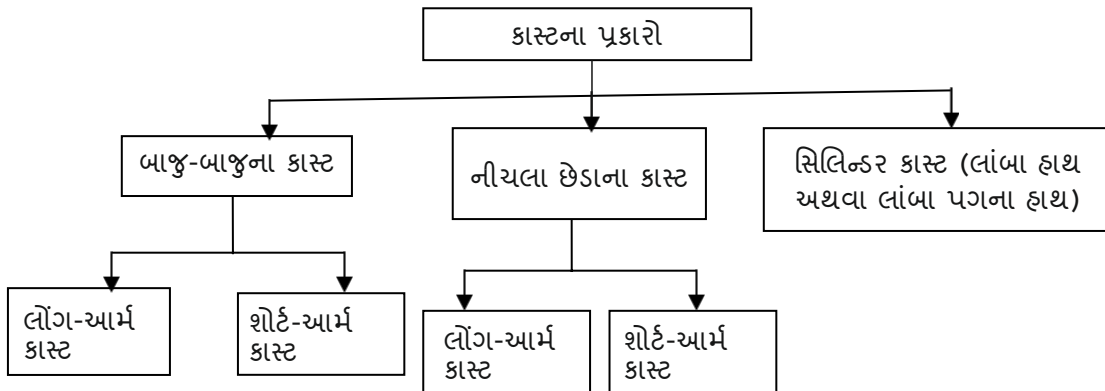 કાસ્ટના પ્રકારો
બાજુ-બાજુના કાસ્ટ
નીચલા છેડાના કાસ્ટ
સિલિન્ડર કાસ્ટ (લાંબા હાથ
અથવા લાંબા પગના હાથ)
લોંગ-આર્મ
કાસ્ટ
શોર્ટ-આર્મ
કાસ્ટ
લોંગ-આર્મ
કાસ્ટ
શોર્ટ-આર્મ
કાસ્ટ